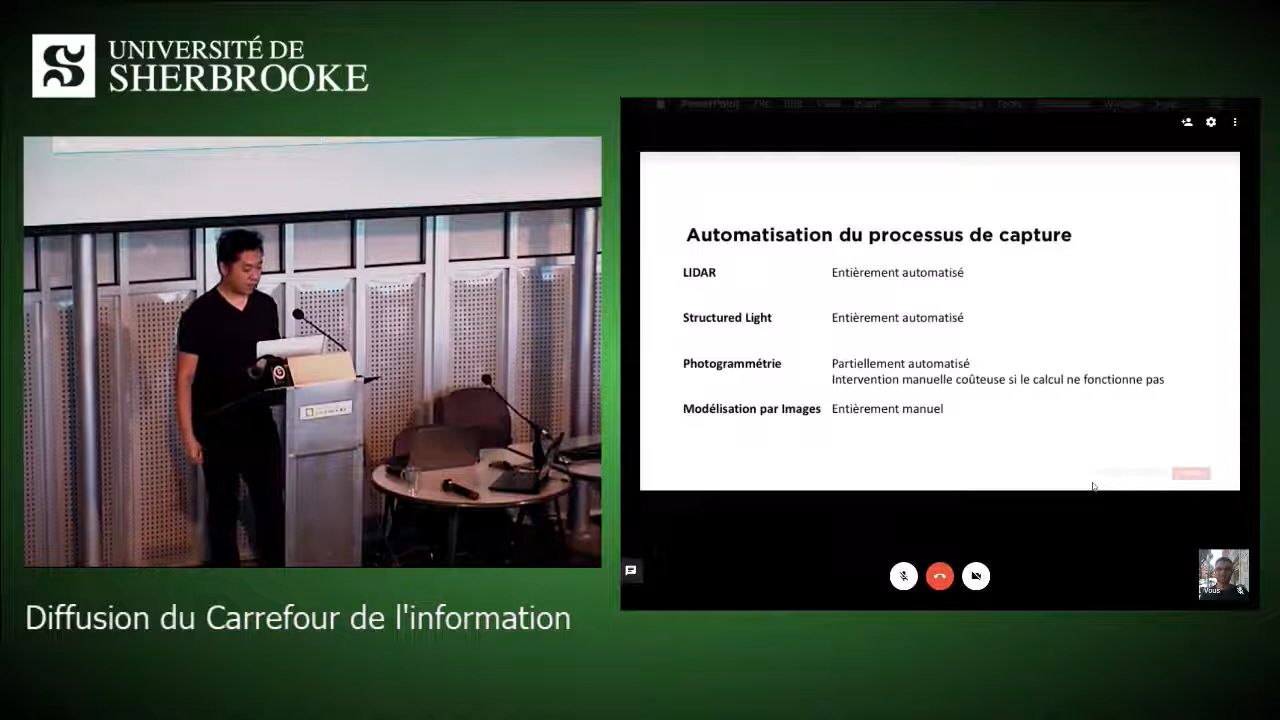 UNIVERSITÉ DE
SHERBROOKE
Automatisation du processus de capture
LIDAR Entièrement automatisé
Structured Light Entièrement automatisé
Photogrammétrie Partiellement automatisé
Intervention manuelle coûteuse si le calcul ne fonctionne pas
Modélisation par Images Entièrement manuel
Vous
Diffusion du Carrefour de l'information